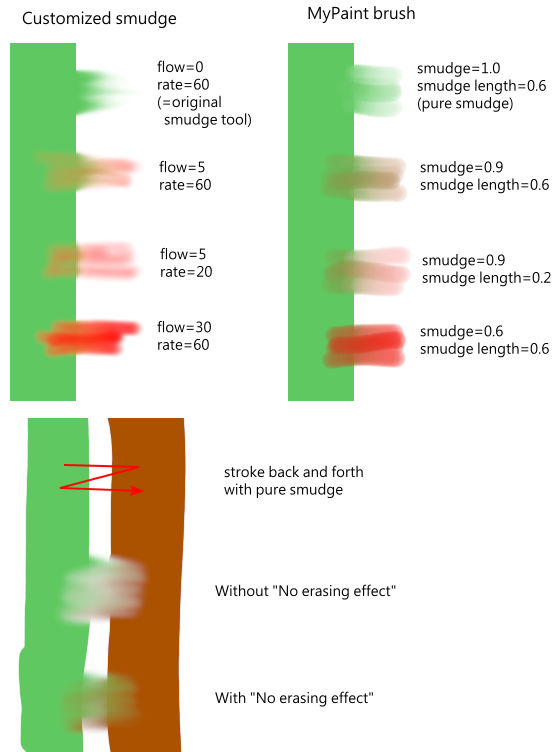 Customized smudge
flow=0
rate=60
(=original
smudge tool)
flow=5
rate=60
flow=5
rate=20
flow=30
rate=60
MyPaint brush
smudge=1.0
smudge length=0.6
(pure smudge)
smudge=0.9
smudge length=0.6
smudge=0.9
smudge length=0.2
smudge=0.6
smudge length=0.6
stroke back and forth
with pure smudge
Without "No erasing effect"
With "No erasing effect"